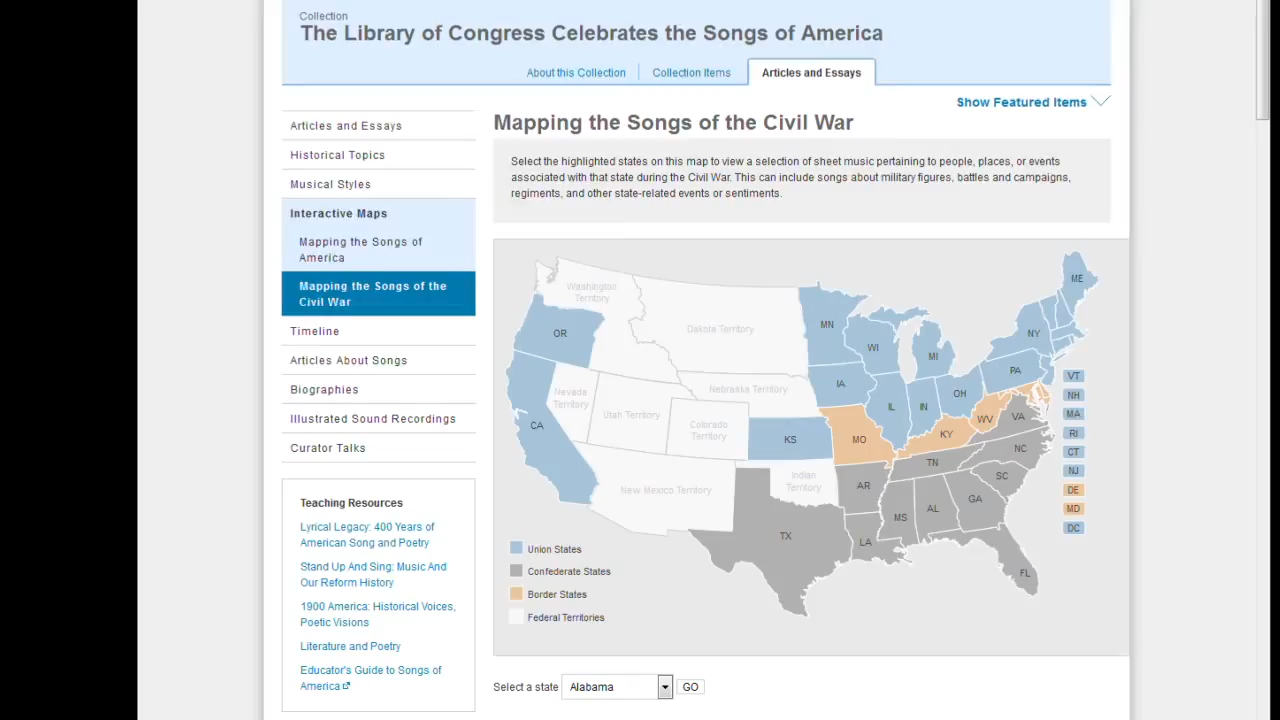 Collection
The Library of Congress Celebrates the Songs of America
About this Collection
Collection Items
Articles and Essays
Show Featured Items
Articles and Essays
Historical Topics
Musical Styles
Interactive Maps
Mapping the Songs of
America
Mapping the Songs of the
Civil War
Timeline
Articles About Songs
Biographies
Illustrated Sound Recordings
Curator Talks
Teaching Resources
Lyrical Legacy: 400 Years of
American Song and Poetry
Stand Up And Sing: Music And
Our Reform History
1900 America: Historical Voices,
Poetic Visions
Literature and Poetry
Educator's Guide to Songs of
America
Mapping the Songs of the Civil War
Select the highlighted states on this map to view a selection of sheet music pertaining to people, places, or events
associated with that state during the Civil War. This can include songs about military figures, battles and campaigns,
regiments, and other state-related events or sentiments.
Washington
Territory
OR
Dakota Territory
MN
WI
MI
ME
NY
PA
IA
Nebraska Territory
Nevada
Territory
Utah Territory
Colorado
Territory
CA
KS
MO
IL
IN
OH
WV
VA
KY
NC
TN
SC
New Mexico Territory
Indian
Territory
AR
MS
AL
GA
TX
LA
FL
VT
NH
MA
RI
CT
NJ
DE
MD
DC
Union States
Confederate States
Border States
Federal Territories
Select a state Alabama GO